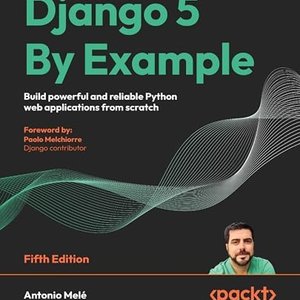 Django 5
By Example
Build powerful and reliable Python
web applications from scratch
Foreword by:
Paolo Melchiorre
Django contributor
Fifth Edition
Antonio Melé
<packt>